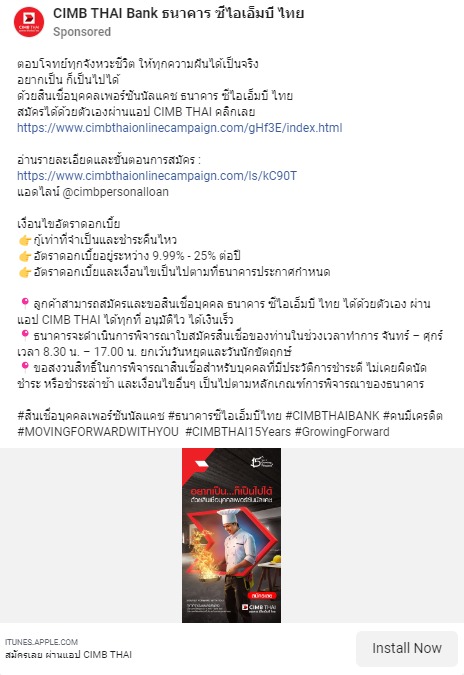 CIMB THAI Bank ธนาคาร ซีไอเอ็มบี ไทย
Sponsored
ตอบโจทย์ทุกจังหวะชีวิต ให้ทุกความฝันได้เป็นจริง
อยากเป็น ก็เป็นไปได้
ด้วยสินเชื่อบุคคลเพอร์ซันนัลแคช ธนาคาร ซีไอเอ็มบี ไทย
สมัครได้ด้วยตัวเองผ่านแอป CIMB THAI คลิกเลย
https://www.cimbthaionlinecampaign.com/gHf3E/index.html
อ่านรายละเอียดและขั้นตอนการสมัคร :
https://www.cimbthaionlinecampaign.com/ls/kC90T
แอดไลน์ @cimbpersonalloan
เงื่อนไขอัตราดอกเบี้ย
👉กู้เท่าที่จำเป็นและชำระคืนไหว
👉อัตราดอกเบี้ยอยู่ระหว่าง 9.99% - 25% ต่อปี
👉อัตราดอกเบี้ยและเงื่อนไขเป็นไปตามที่ธนาคารประกาศกำหนด
📍ลูกค้าสามารถสมัครและขอสินเชื่อบุคคล ธนาคาร ซีไอเอ็มบี ไทย ได้ด้วยตัวเอง ผ่าน
แอป CIMB THAI ได้ทุกที่ อนุมัติไว ได้เงินเร็ว
📍ธนาคารจะดำเนินการพิจารณาใบสมัครสินเชื่อของท่านในช่วงเวลาทำการ จันทร์ – ศุกร์
เวลา 8.30 น. – 17.00 น. ยกเว้นวันหยุดและวันนักขัตฤกษ์
📍ขอสงวนสิทธิ์ในการพิจารณาสินเชื่อสำหรับบุคคลที่มีประวัติการชำระดี ไม่เคยผิดนัด
ชำระ หรือชำระล่าช้า และเงื่อนไขอื่นๆ เป็นไปตามหลักเกณฑ์การพิจารณาของธนาคาร
#สินเชื่อบุคคลเพอร์ซันนัลแคช #ธนาคารซีไอเอ็มบีไทย #CIMBTHAIBANK #คนมีเครดิต
#MOVINGFORWARDWITHYOU #CIMBTHAI15Years #GrowingForward
อยากเป็น...ก็เป็นไปได้
ด้วยสินเชื่อบุคคลเพอร์ซันนัลแคช
สมัครเลย
CIMB THAI
ITUNES.APPLE.COM
สมัครเลย ผ่านแอป CIMB THAI
Install Now